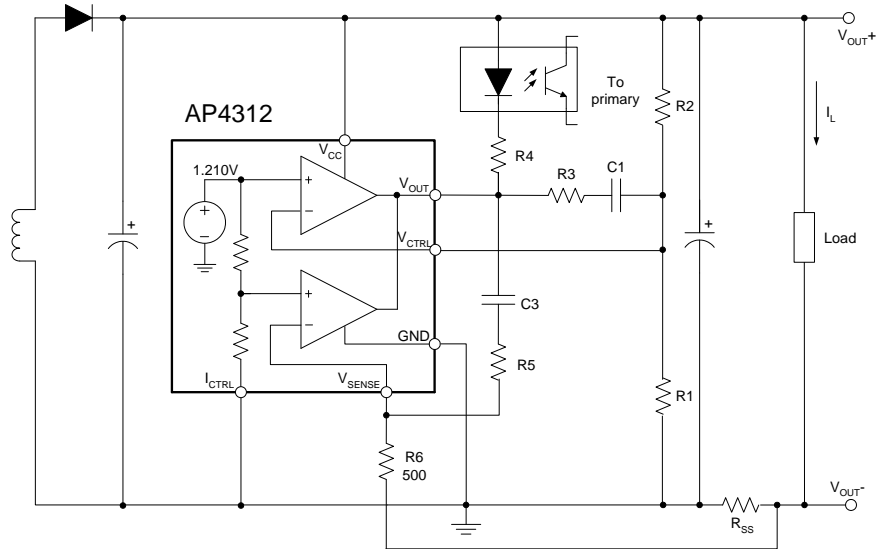 V_OUT+
To
primary
R2
I_L
AP4312
V_CC
R4
1.210V
R3
C1
V_OUT
+
+
-
+
-
+
+
Load
V_CTRL
+
-
C3
GND
R5
I_CTRL
V_SENSE
R1
R6
500
V_OUT-
R_SS